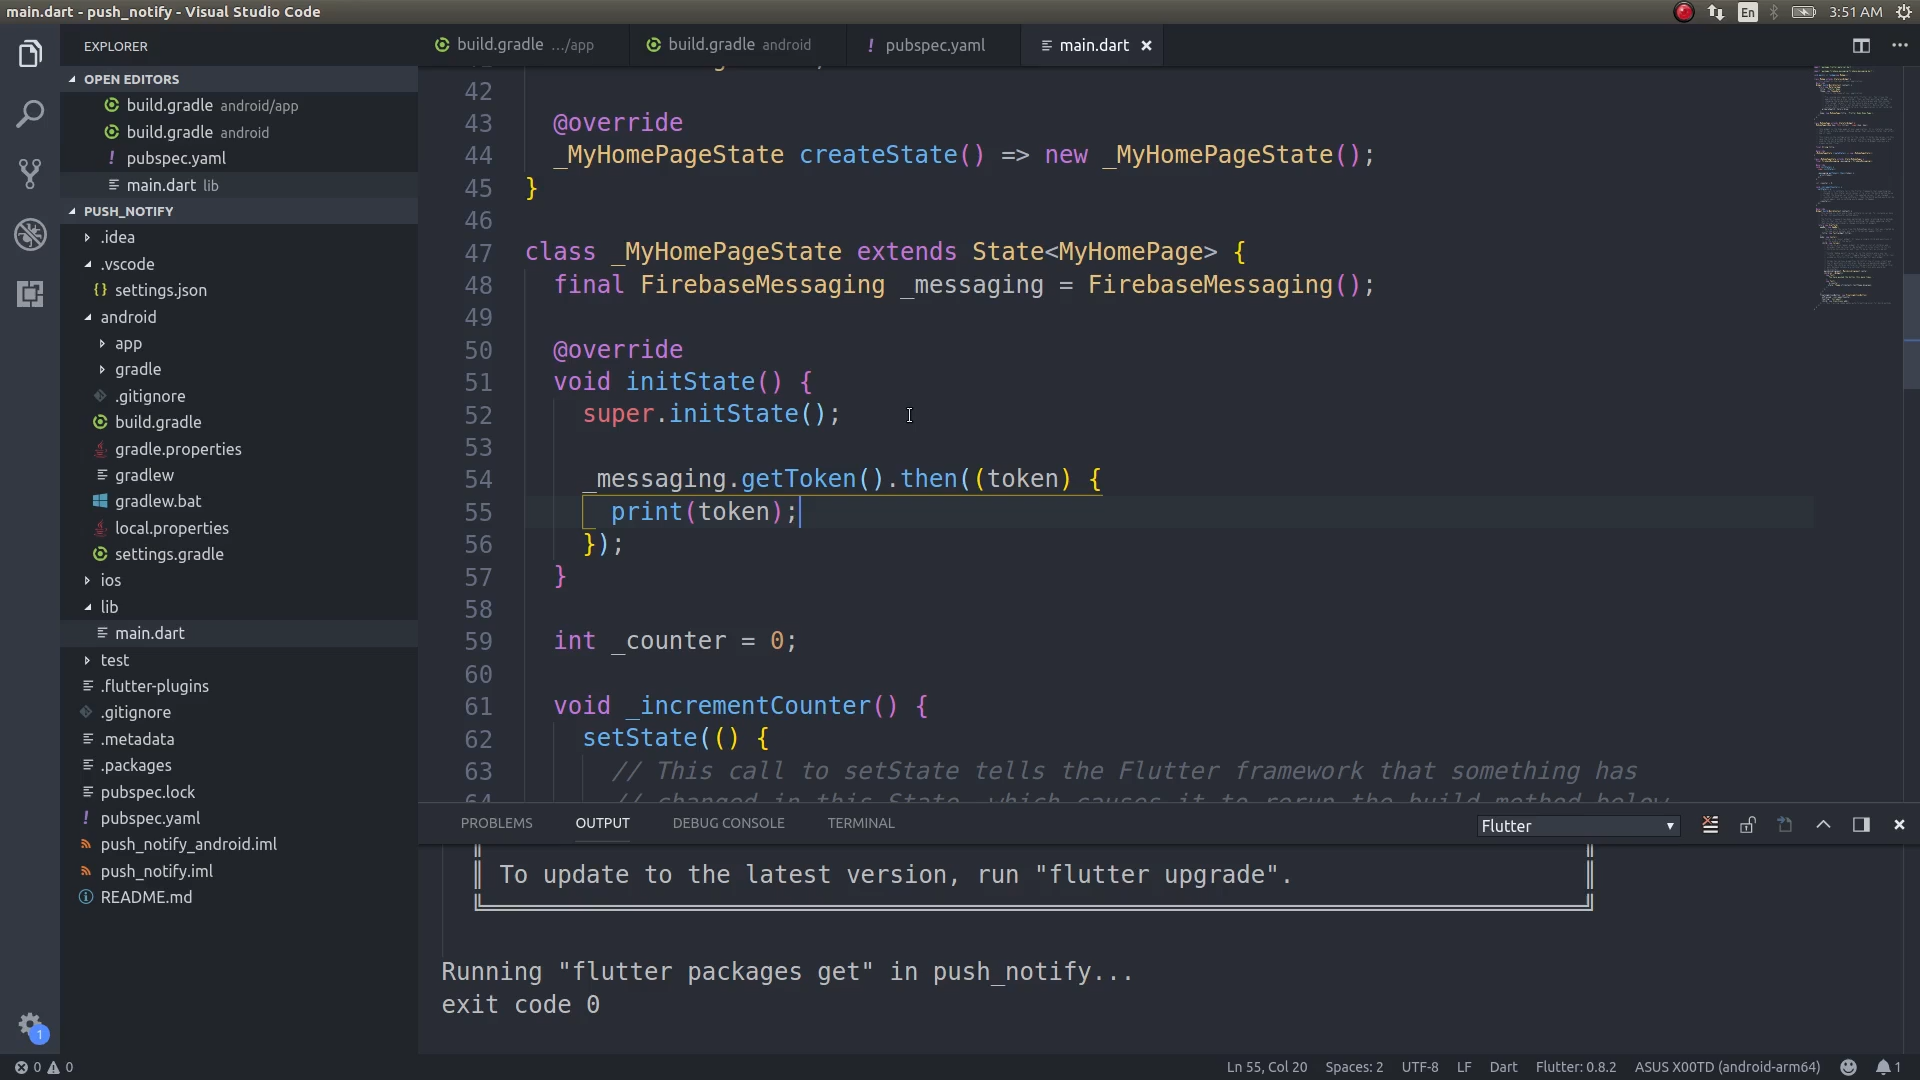 main.dart - push_notify - Visual Studio Code
En
3:51 AM
EXPLORER
build.gradle .../app
build.gradle android
! pubspec.yaml
main.dart
OPEN EDITORS
build.gradle android/app
build.gradle android
! pubspec.yaml
main.dart lib
PUSH_NOTIFY
.idea
.vscode
{} settings.json
android
app
gradle
.gitignore
build.gradle
gradle.properties
gradlew
gradlew.bat
local.properties
settings.gradle
ios
lib
main.dart
test
.flutter-plugins
.gitignore
.metadata
.packages
pubspec.lock
! pubspec.yaml
push_notify_android.iml
push_notify.iml
README.md
1
42
43 @override
44 _MyHomePageState createState() => new _MyHomePageState();
45 }
46
47 class _MyHomePageState extends State<MyHomePage> {
48 final FirebaseMessaging _messaging = FirebaseMessaging();
49
50 @override
51 void initState() {
52 super.initState();
53
54 _messaging.getToken().then((token) {
55 print(token);
56 });
57 }
58
59 int _counter = 0;
60
61 void _incrementCounter() {
62 setState(() {
63 // This call to setState tells the Flutter framework that something has
64 // changed in this State, which causes it to rerun the build method below
PROBLEMS
OUTPUT
DEBUG CONSOLE
TERMINAL
Flutter
To update to the latest version, run "flutter upgrade".
Running "flutter packages get" in push_notify...
exit code 0
0 0
Ln 55, Col 20
Spaces: 2
UTF-8
LF
Dart
Flutter: 0.8.2
ASUS X00TD (android-arm64)
1